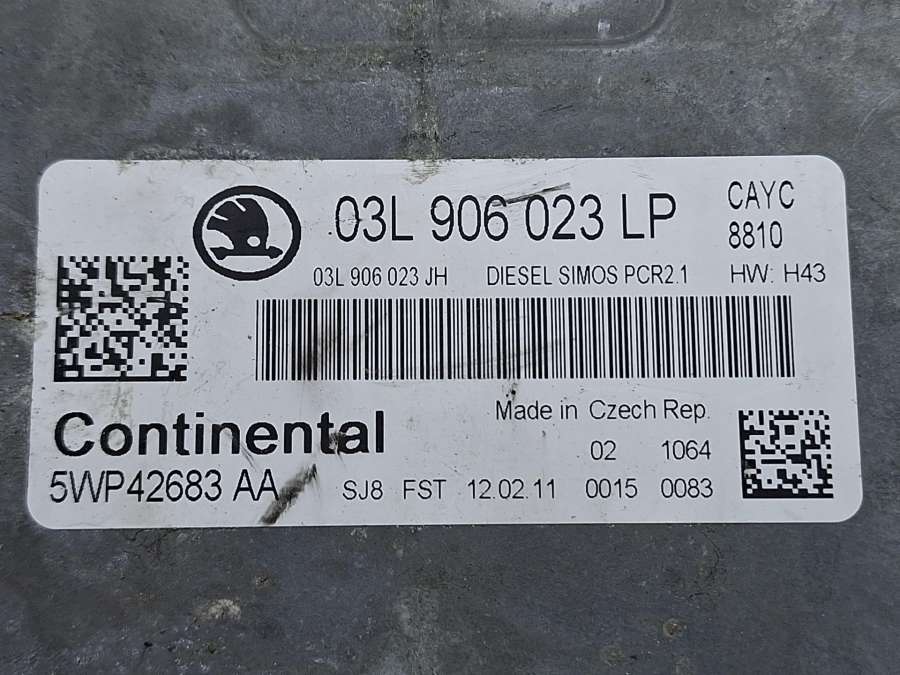 03L 906 023 LP
CAYC
8810
03L 906 023 JH DIESEL SIMOS PCR2.1 HW: H43
Made in Czech Rep.
Continental
02 1064
5WP42683 AA SJ8 FST 12.02.11 0015 0083